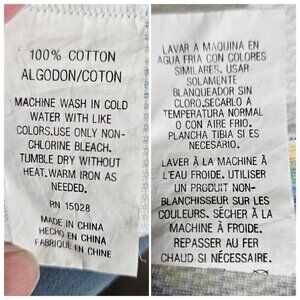 100% COTTON
ALGODON/COTON
MACHINE WASH IN COLD
WATER WITH LIKE
COLORS.USE ONLY NON-
CHLORINE BLEACH.
TUMBLE DRY WITHOUT
HEAT.WARM IRON AS
NEEDED.
RN 15028
MADE IN CHINA
HECHO EN CHINA
FABRIQUÉ EN CHINE
LAVAR A MAQUINA EN
AGUA FRIA CON COLORES
SIMILARES. USAR
SOLAMENTE
BLANQUEADOR SIN
CLORO.SECARLO A
TEMPERATURA NORMAL
O CON AIRE FRIO.
PLANCHA TIBIA SI ES
NECESARIO.
LAVER À LA MACHINE À
L'EAU FROIDE. UTILISER
UN PRODUIT NON-
BLANCHISSEUR SUR LES
COULEURS. SÉCHER À LA
MACHINE À FROIDE.
REPASSER AU FER
CHAUD SI NÉCESSAIRE.